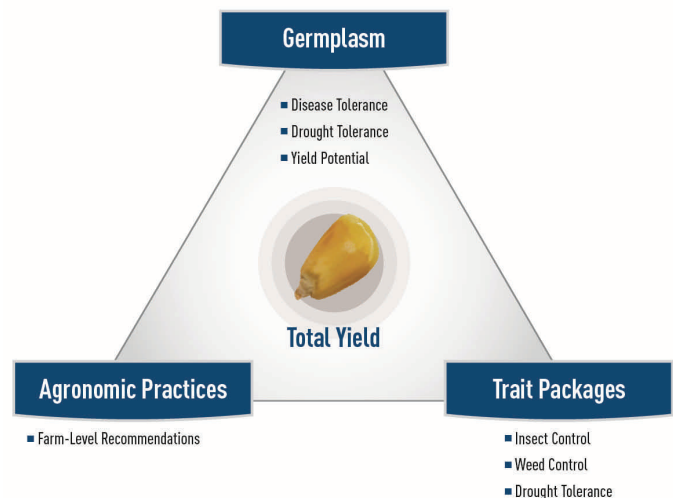 Germplasm
■ Disease Tolerance
■ Drought Tolerance
■ Yield Potential
Total Yield
Agronomic Practices
■ Farm-Level Recommendations
Trait Packages
■ Insect Control
■ Weed Control
■ Drought Tolerance